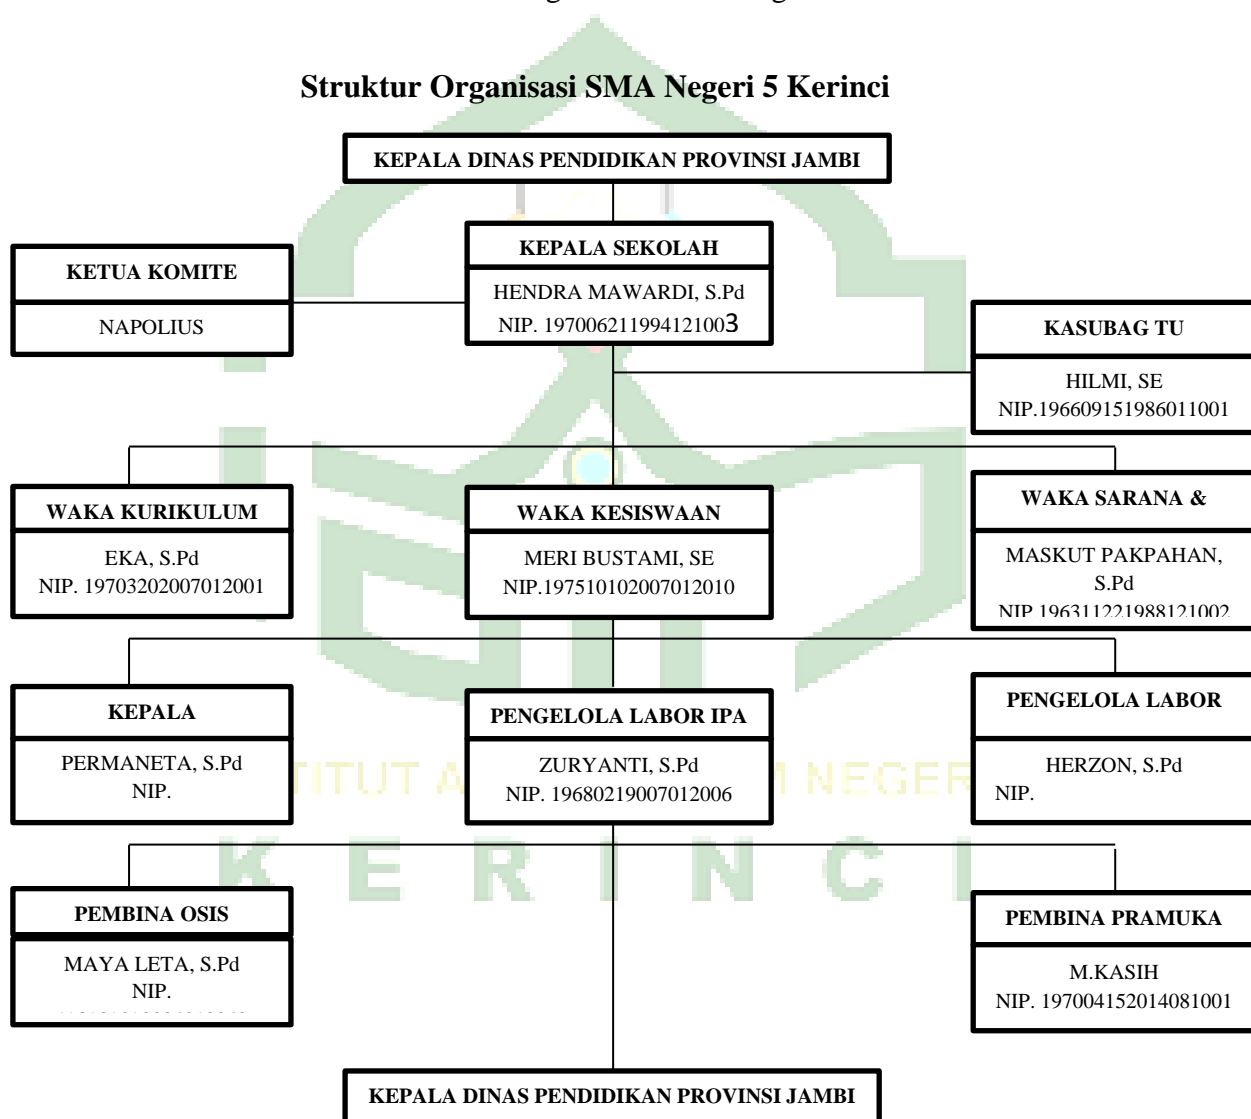 Struktur Organisasi SMA Negeri 5 Kerinci
KEPALA DINAS PENDIDIKAN PROVINSI JAMBI
KEPALA SEKOLAH
HENDRA MAWARDI, S.Pd
NIP. 197006211994121003
KETUA KOMITE
NAPOLIUS
KASUBAG TU
HILMI, SE
NIP.196609151986011001
WAKA KURIKULUM
EKA, S.Pd
NIP. 19703202007012001
WAKA KESISWAAN
MERI BUSTAMI, SE
NIP.197510102007012010
WAKA SARANA &
MASKUT PAKPAHAN,
S.Pd
NIP.196311221988121002
KEPALA
PERMANETA, S.Pd
NIP.
PENGELOLA LABOR IPA
ZURYANTI, S.Pd
NIP. 19680219007012006
PENGELOLA LABOR
HERZON, S.Pd
NIP.
KERINCI
PEMBINA OSIS
MAYA LETA, S.Pd
NIP.
PEMBINA PRAMUKA
M.KASIH
NIP. 197004152014081001
KEPALA DINAS PENDIDIKAN PROVINSI JAMBI